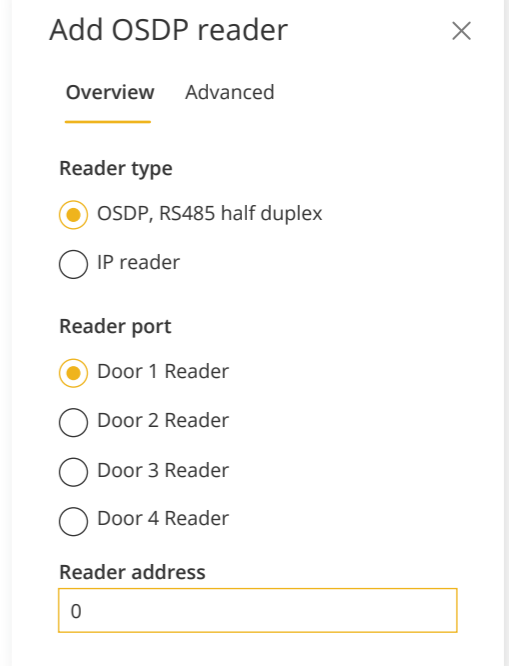 Add OSDP reader
Overview Advanced
Reader type
OSDP, RS485 half duplex
IP reader
Reader port
Door 1 Reader
Door 2 Reader
Door 3 Reader
Door 4 Reader
Reader address
0